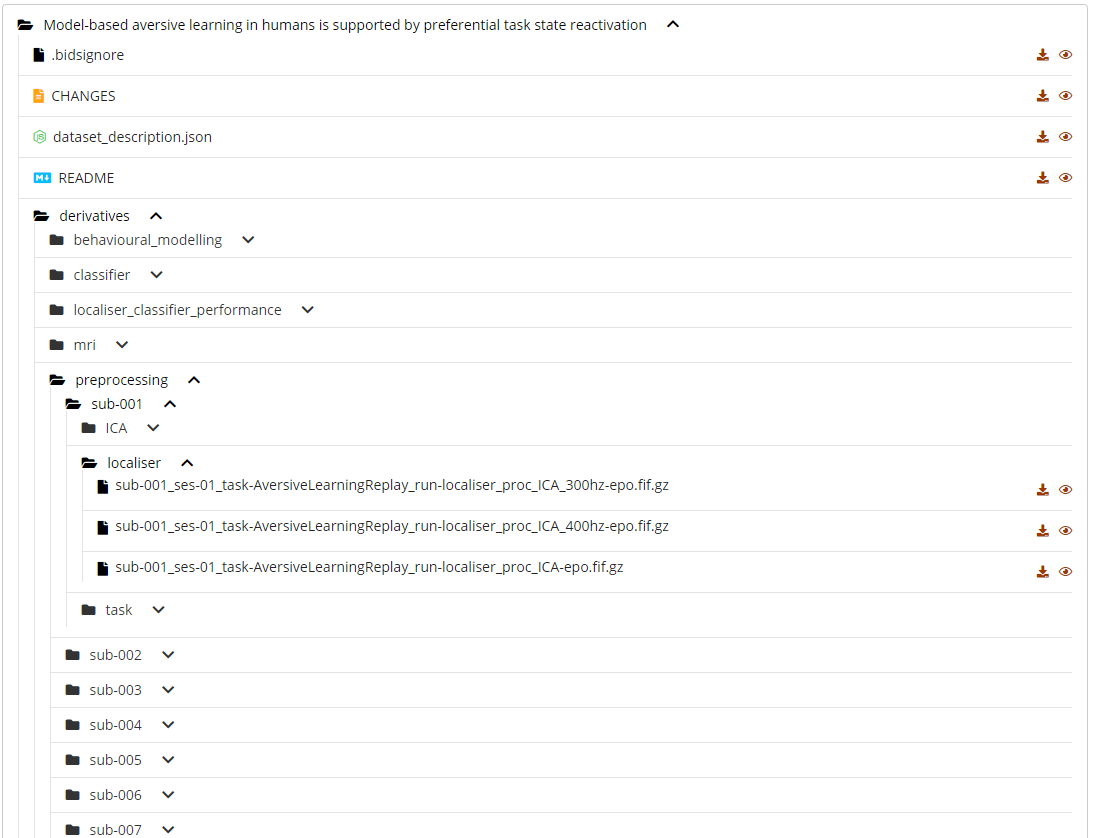 Model-based aversive learning in humans is supported by preferential task state reactivation
.bidsignore
CHANGES
dataset_description.json
README
derivatives
behavioural_modelling
classifier
localiser_classifier_performance
mri
preprocessing
sub-001
ICA
localiser
sub-001_ses-01_task-AversiveLearningReplay_run-localiser_proc_ICA_300hz-epo.fif.gz
sub-001_ses-01_task-AversiveLearningReplay_run-localiser_proc_ICA_400hz-epo.fif.gz
sub-001_ses-01_task-AversiveLearningReplay_run-localiser_proc_ICA-epo.fif.gz
task
sub-002
sub-003
sub-004
sub-005
sub-006
sub-007